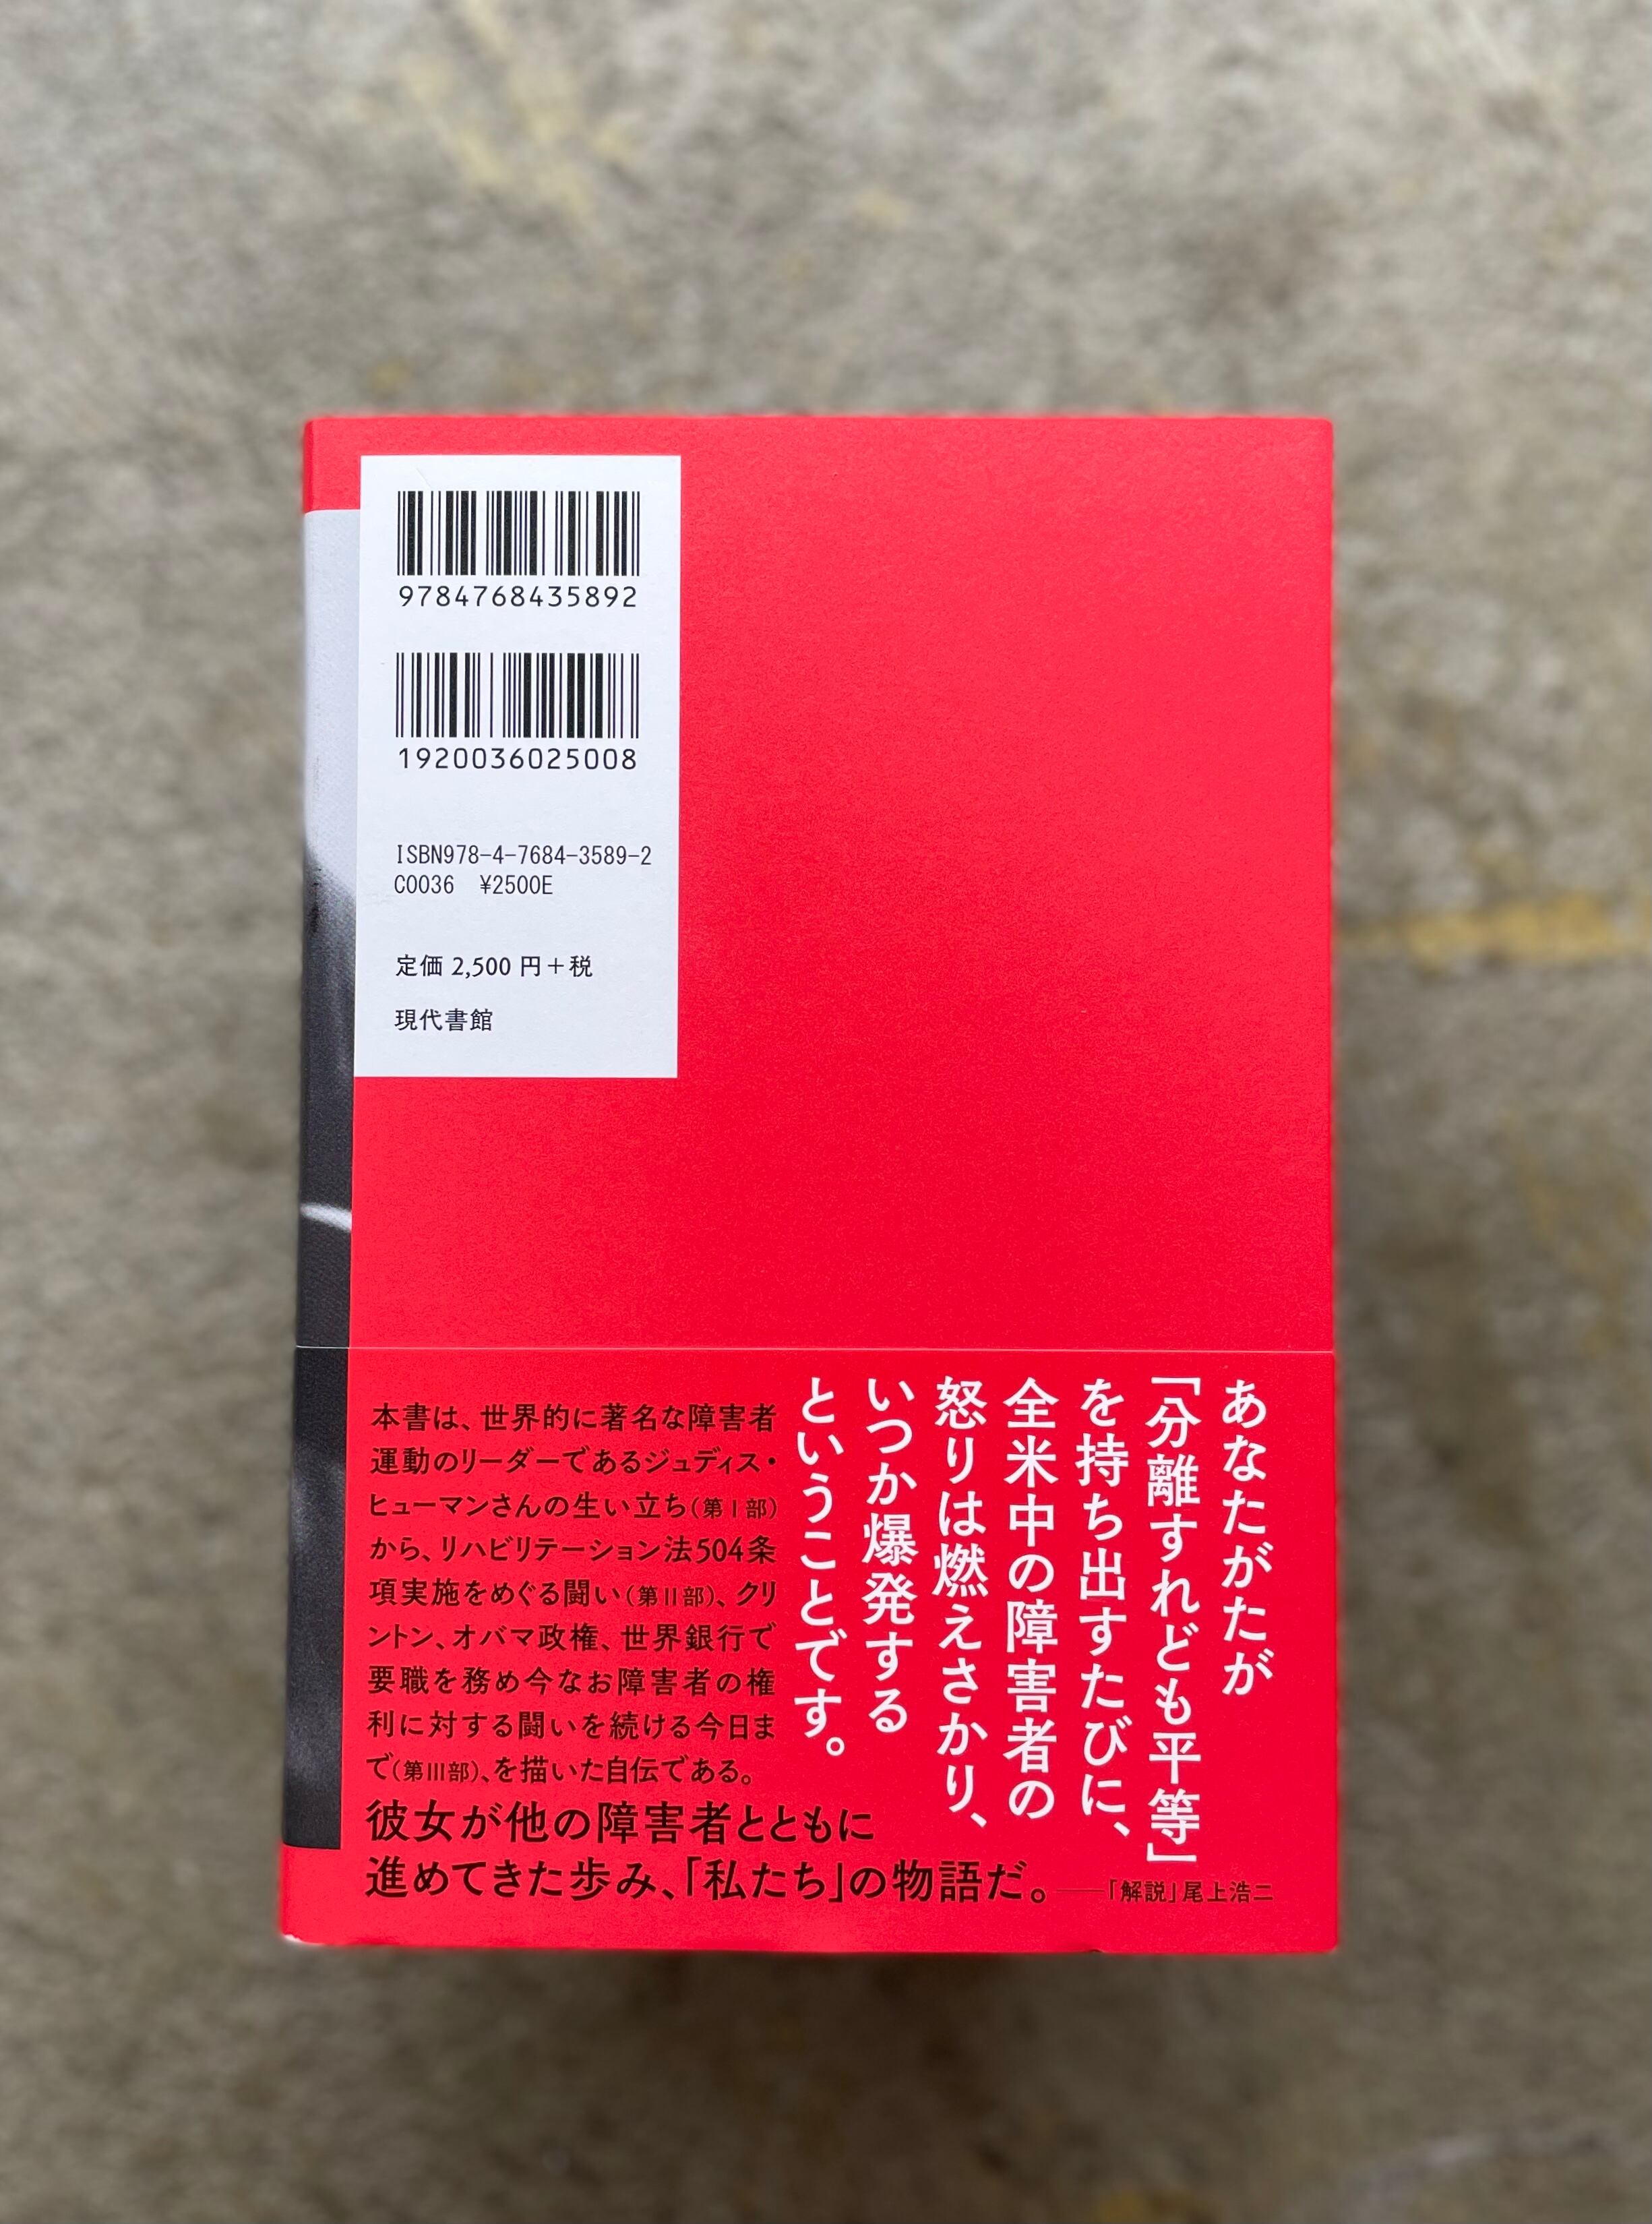 9784768435892
1920036025008
ISBN978-4-7684-3589-2
C0036 ¥2500E
定価 2,500 円＋税
現代書館
あなたがたが
「分離すれども平等」
を持ち出すたびに、
全米中の障害者の
怒りは燃えさかり、
いつか爆発する
ということです。
本書は、世界的に著名な障害者
運動のリーダーであるジュディス・
ヒューマンさんの生い立ち（第Ⅰ部）
から、リハビリテーション法504条
項実施をめぐる闘い（第Ⅱ部）、クリ
ントン、オバマ政権、世界銀行で
要職を務め今なお障害者の権
利に対する闘いを続ける今日ま
で（第Ⅲ部）、を描いた自伝である。
彼女が他の障害者とともに
進めてきた歩み、「私たち」の物語だ。——「解説」尾上浩二